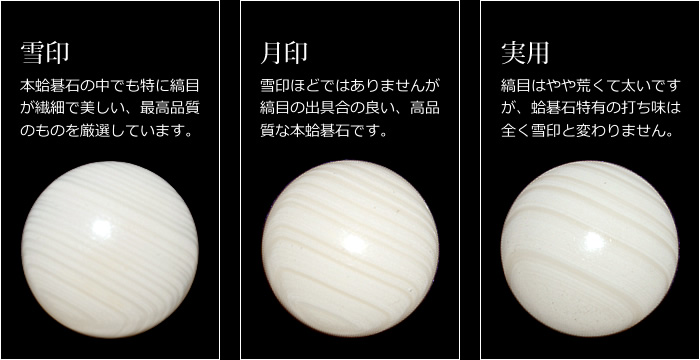 雪印
本蛤碁石の中でも特に縞目
が繊細で美しい、最高品質
のものを厳選しています。
月印
雪印ほどではありませんが
縞目の出具合の良い、高品
質な本蛤碁石です。
実用
縞目はやや荒くて太いです
が、蛤碁石特有の打ち味は
全く雪印と変わりません。